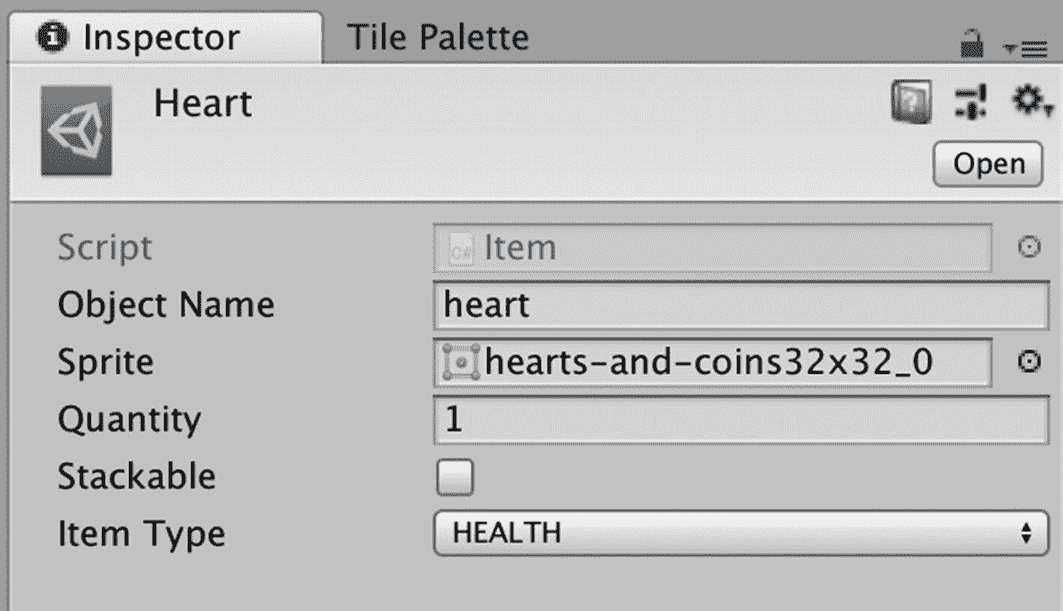 Inspector Tile Palette
Heart
Open
Script C# Item
Object Name heart
Sprite hearts-and-coins32x32_0
Quantity 1
Stackable
Item Type HEALTH